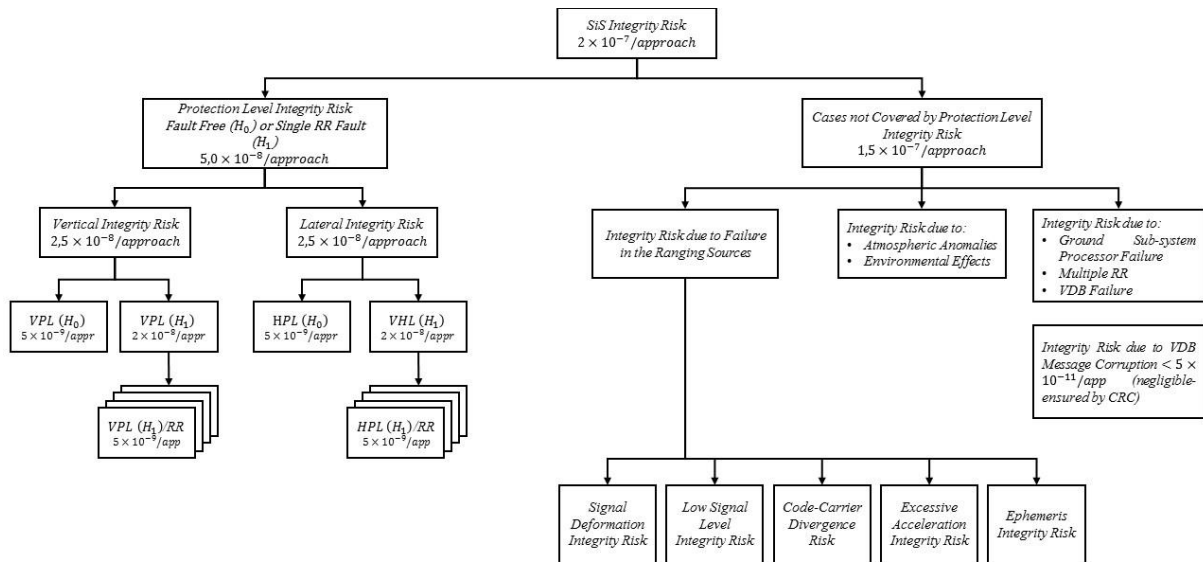 SiS Integrity Risk
2 × 10⁻⁷/approach
Protection Level Integrity Risk
Fault Free (H₀) or Single RR Fault
(H₁)
5,0 × 10⁻⁸/approach
Cases not Covered by Protection Level
Integrity Risk
1,5 × 10⁻⁷/approach
Vertical Integrity Risk
2,5 × 10⁻⁸/approach
Lateral Integrity Risk
2,5 × 10⁻⁸/approach
Integrity Risk due to Failure
in the Ranging Sources
Integrity Risk due to:
• Atmospheric Anomalies
• Environmental Effects
Integrity Risk due to:
• Ground Sub-system
Processor Failure
• Multiple RR
• VDB Failure
VPL (H₀)
5 × 10⁻⁹/appr
VPL (H₁)
2 × 10⁻⁸/appr
HPL (H₀)
5 × 10⁻⁹/appr
VHL (H₁)
2 × 10⁻⁸/appr
Integrity Risk due to VDB
Message Corruption < 5 ×
10⁻¹¹/app (negligible-
ensured by CRC)
VPL (H₁)/RR
5 × 10⁻⁹/app
HPL (H₁)/RR
5 × 10⁻⁹/app
Signal
Deformation
Integrity Risk
Low Signal
Level
Integrity Risk
Code-Carrier
Divergence
Risk
Excessive
Acceleration
Integrity Risk
Ephemeris
Integrity Risk